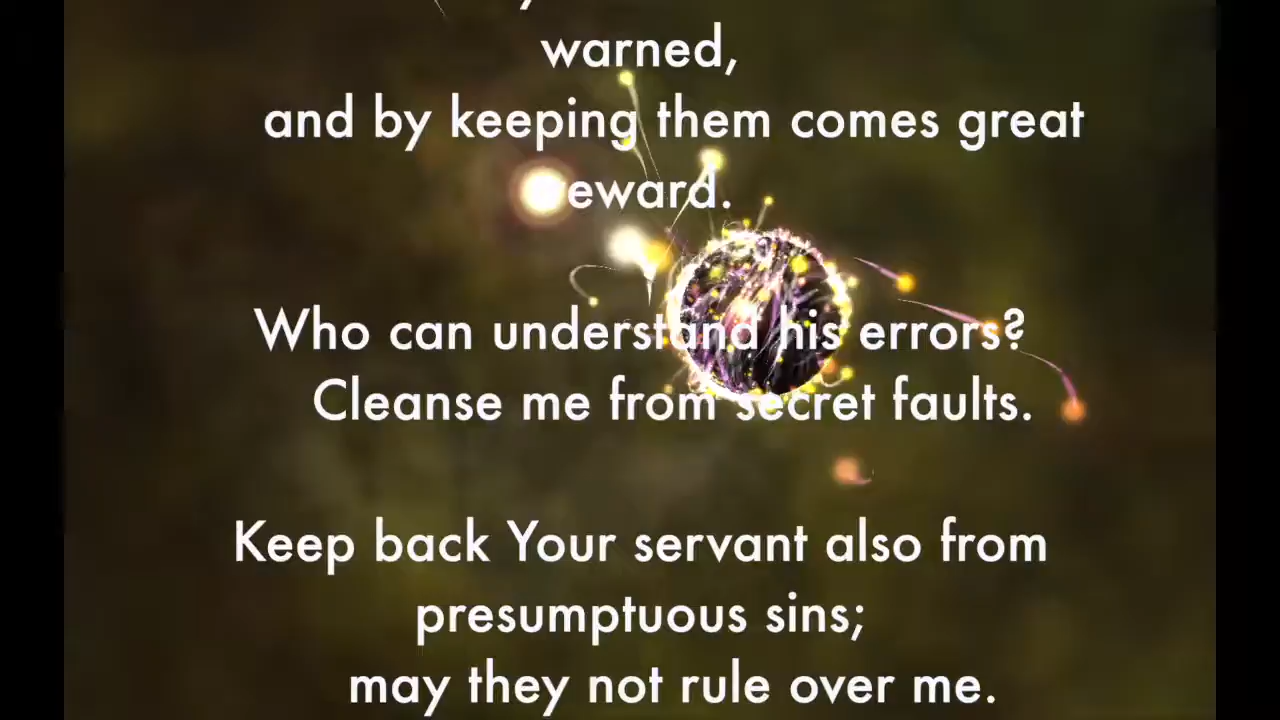 warned,
and by keeping them comes great
reward.
Who can understand his errors?
Cleanse me from secret faults.
Keep back Your servant also from
presumptuous sins;
may they not rule over me.